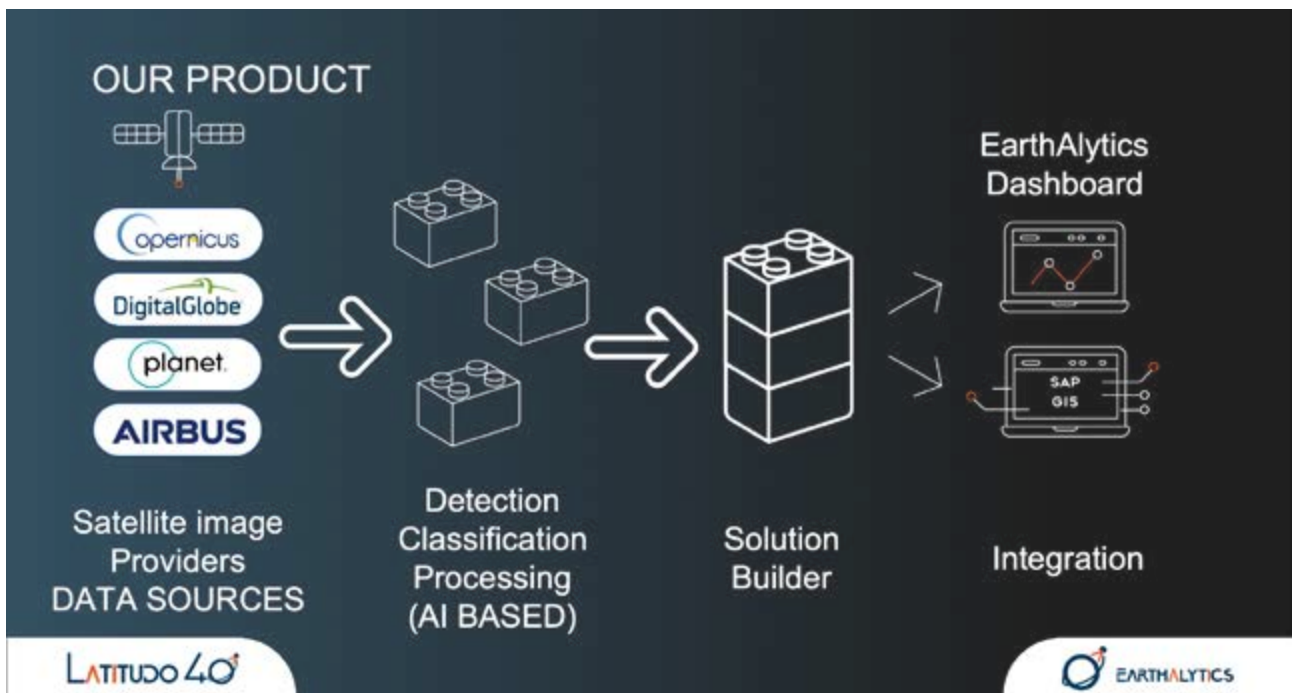 OUR PRODUCT
Copernicus
DigitalGlobe
planet.
AIRBUS
Satellite image
Providers
DATA SOURCES
Detection
Classification
Processing
(AI BASED)
Solution
Builder
EarthAlytics
Dashboard
SAP
GIS
Integration
LATITUDO 40
EARTHALYTICS